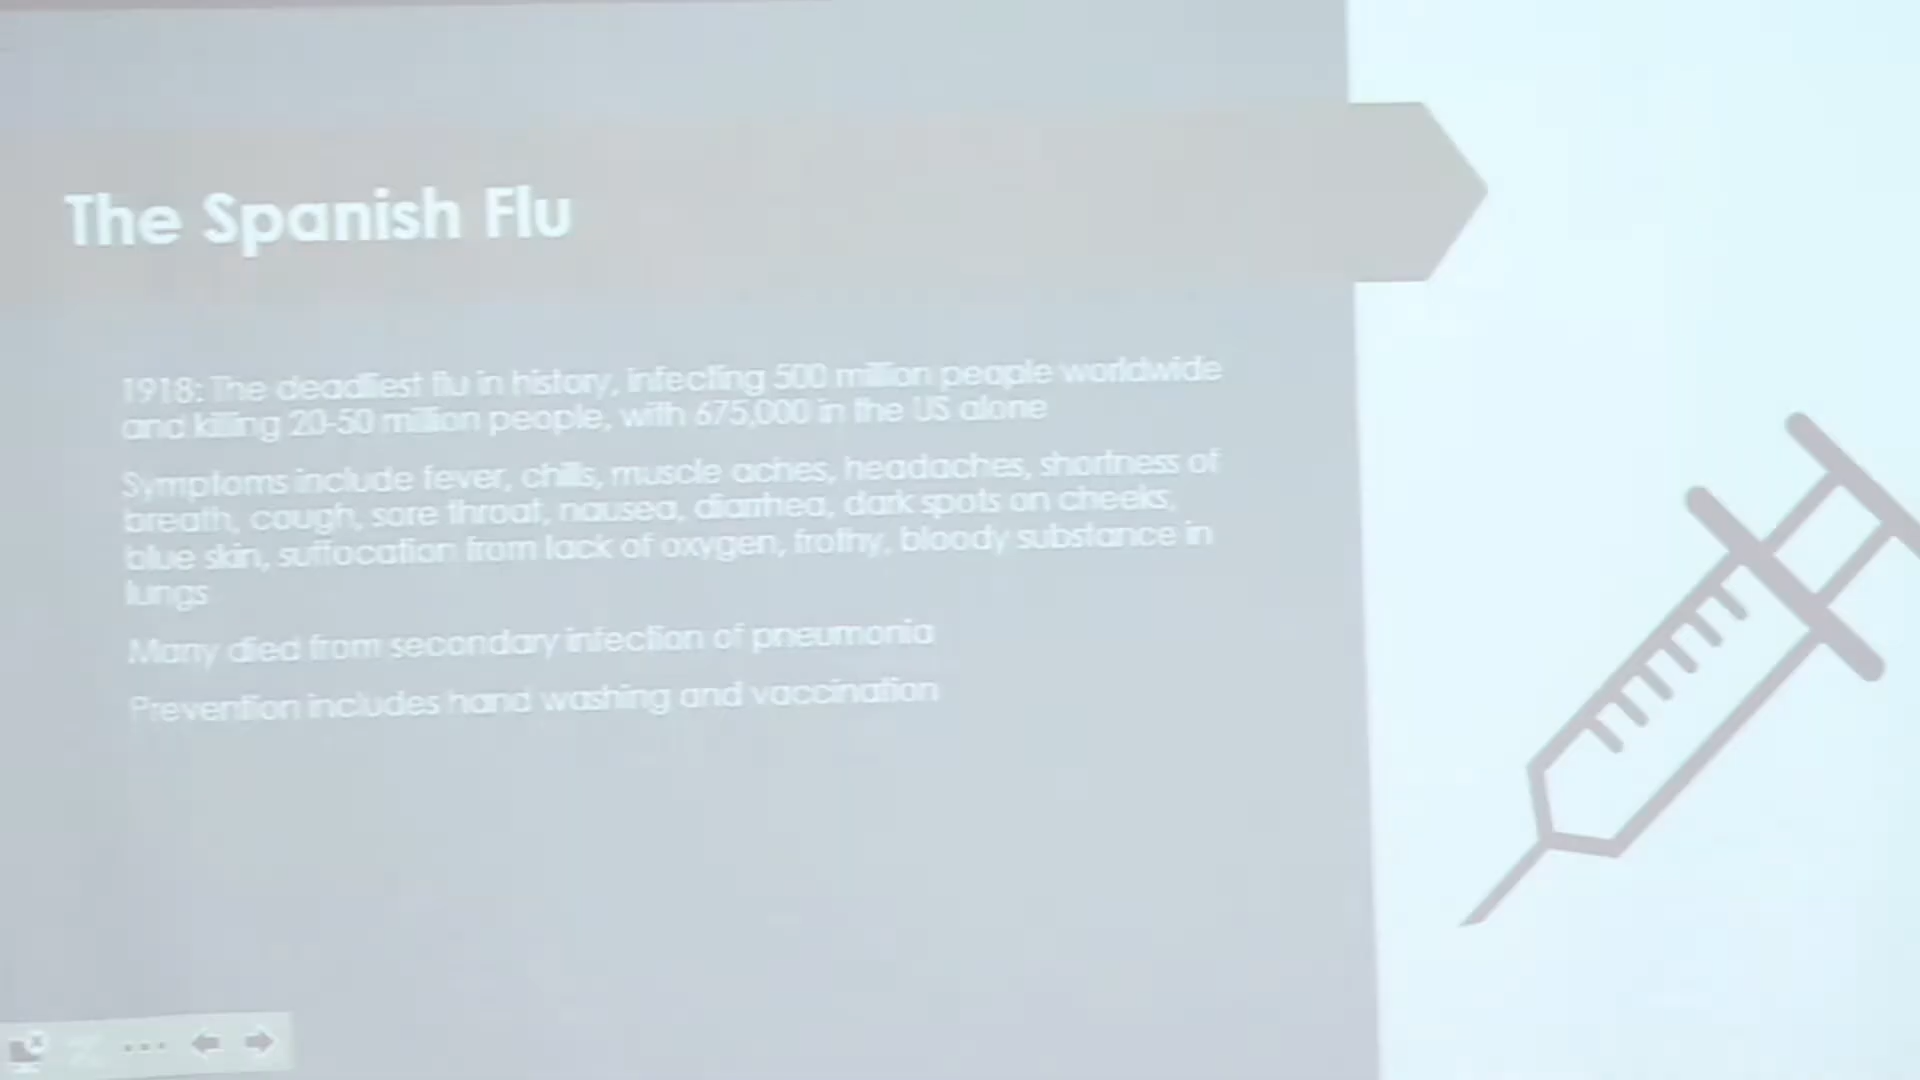 The Spanish Flu
1918: The deadliest flu in history, infecting 500 million people worldwide
and killing 20-50 million people, with 675,000 in the US alone
Symptoms include fever, chills, muscle aches, headaches, shortness of
breath, cough, sore throat, nausea, diarrhea, dark spots on cheeks,
blue skin, suffocation from lack of oxygen, frothy, bloody substance in
lungs
Many died from secondary infection of pneumonia
Prevention includes hand washing and vaccination